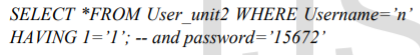 SELECT *FROM User_unit2 WHERE Username=’n’
HAVING 1=’1’; -- and password=’15672’